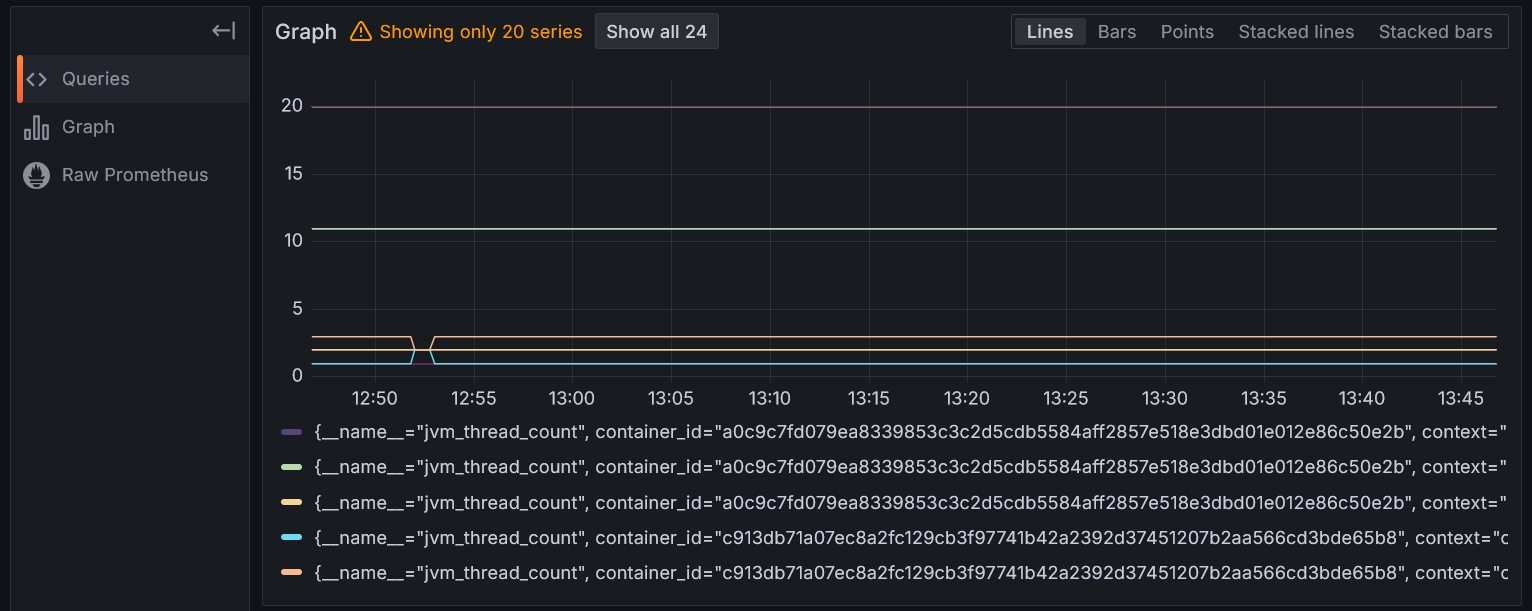 Queries
Graph
Raw Prometheus
Graph Showing only 20 series Show all 24 Lines Bars Points Stacked lines Stacked bars
20
15
10
5
0
12:50 12:55 13:00 13:05 13:10 13:15 13:20 13:25 13:30 13:35 13:40 13:45
{__name__="jvm_thread_count", container_id="a0c9c7fd079ea8339853c3c2d5cdb5584aff2857e518e3dbd01e012e86c50e2b", context="
{__name__="jvm_thread_count", container_id="a0c9c7fd079ea8339853c3c2d5cdb5584aff2857e518e3dbd01e012e86c50e2b", context="
{__name__="jvm_thread_count", container_id="a0c9c7fd079ea8339853c3c2d5cdb5584aff2857e518e3dbd01e012e86c50e2b", context="
{__name__="jvm_thread_count", container_id="c913db71a07ec8a2fc129cb3f97741b42a2392d37451207b2aa566cd3bde65b8", context="c
{__name__="jvm_thread_count", container_id="c913db71a07ec8a2fc129cb3f97741b42a2392d37451207b2aa566cd3bde65b8", context="c